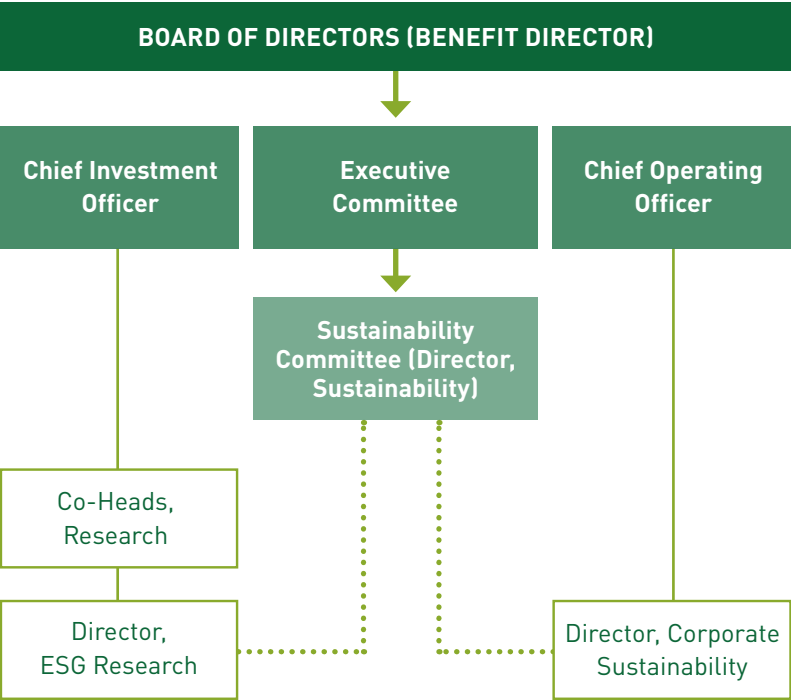 BOARD OF DIRECTORS (BENEFIT DIRECTOR)
Chief Investment
Officer
Executive
Committee
Chief Operating
Officer
Sustainability
Committee (Director,
Sustainability)
Co-Heads,
Research
Director,
ESG Research
Director, Corporate
Sustainability